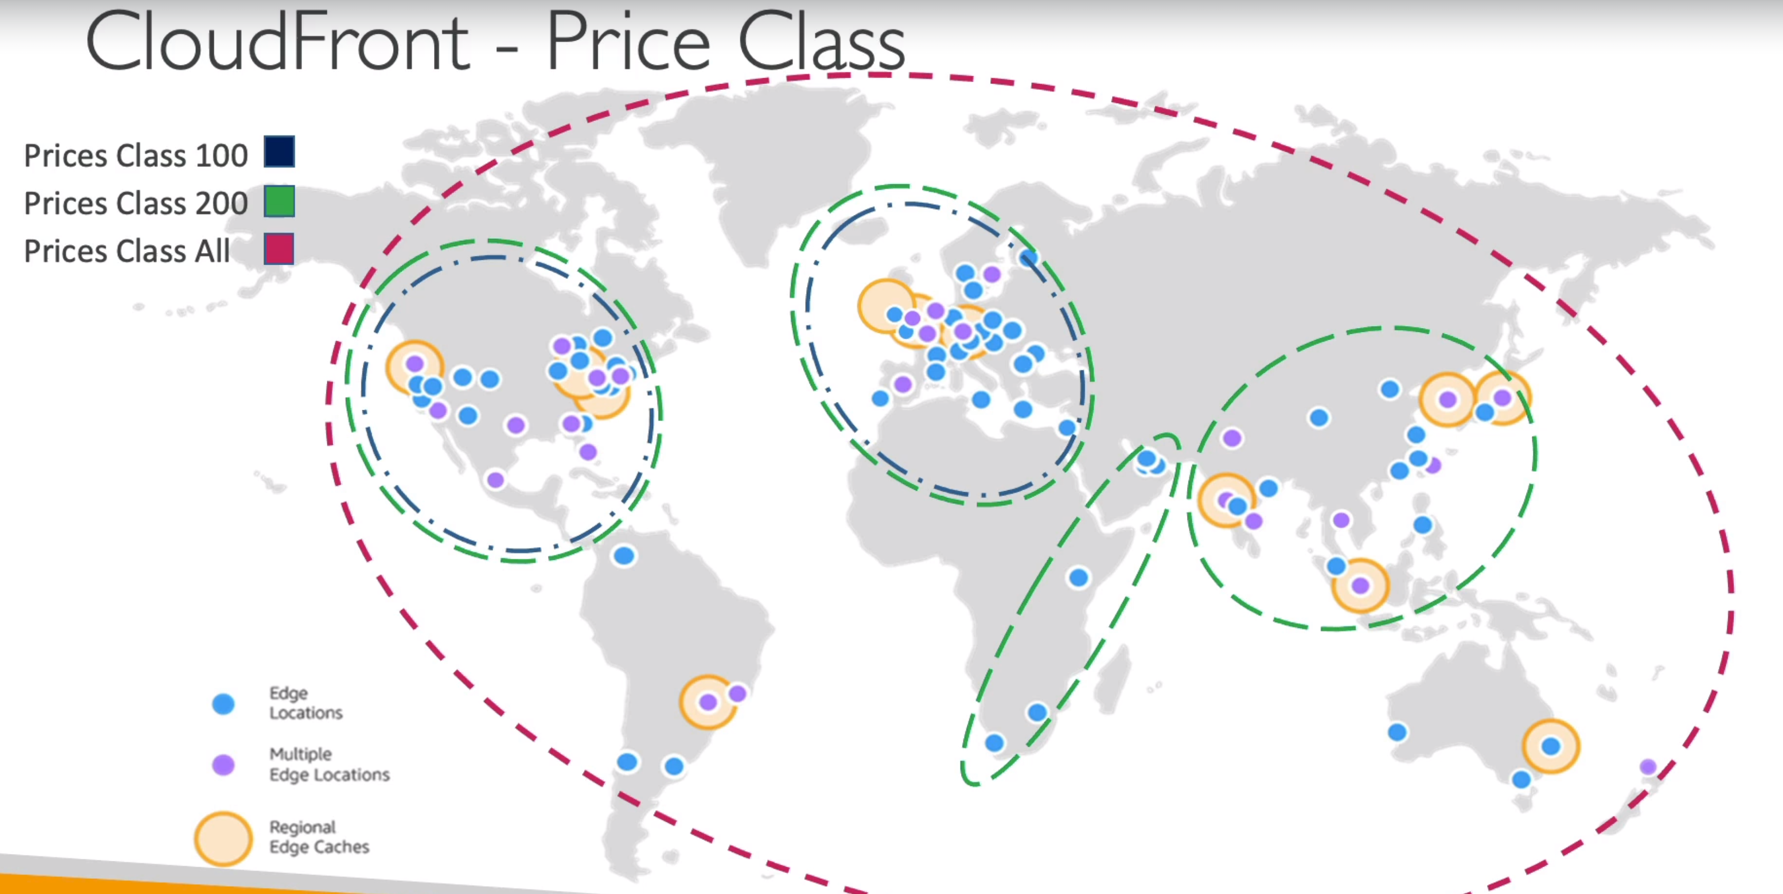 CloudFront - Price Class
Prices Class 100
Prices Class 200
Prices Class All
Edge
Locations
Multiple
Edge Locations
Regional
Edge Caches